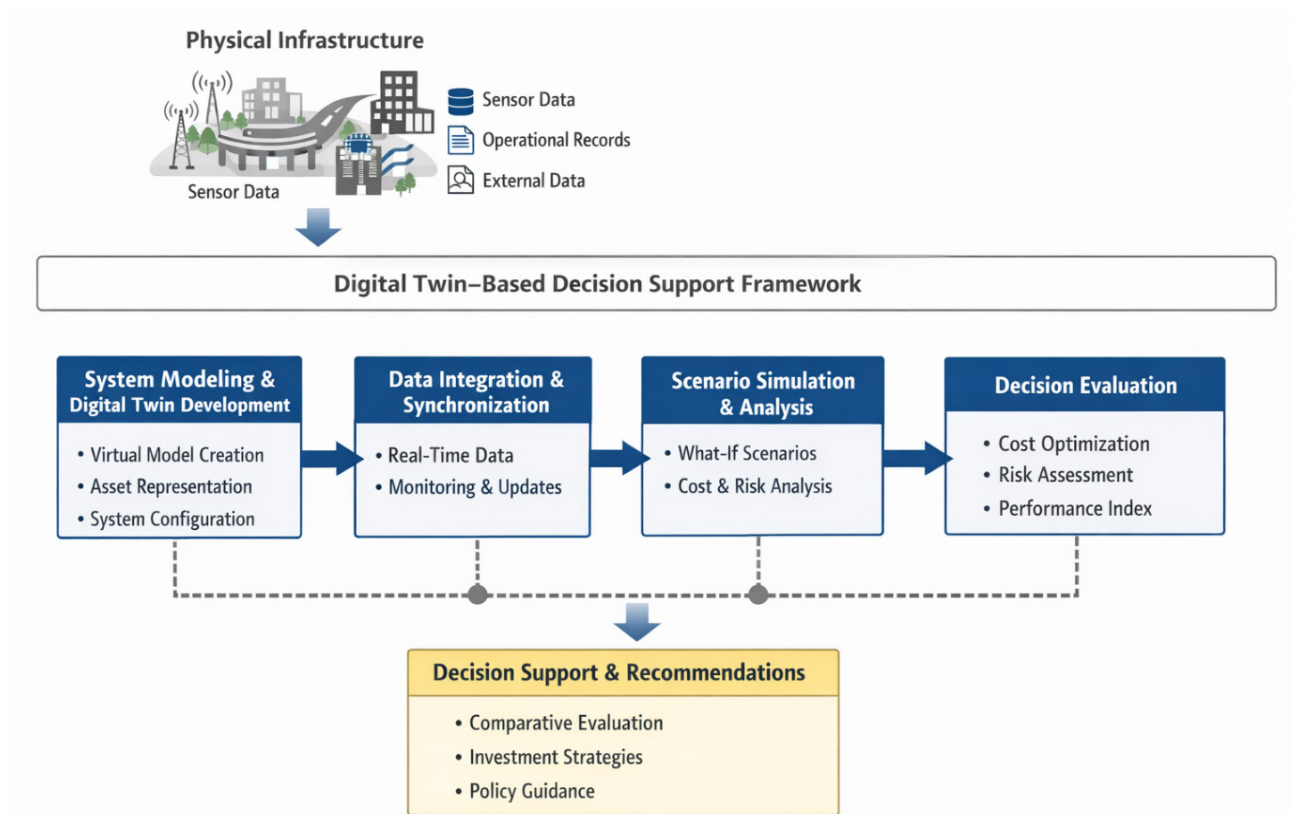 Physical Infrastructure
Sensor Data
Operational Records
External Data
Sensor Data
Digital Twin–Based Decision Support Framework
System Modeling &
Digital Twin Development
• Virtual Model Creation
• Asset Representation
• System Configuration
Data Integration &
Synchronization
• Real-Time Data
• Monitoring & Updates
Scenario Simulation
& Analysis
• What-If Scenarios
• Cost & Risk Analysis
Decision Evaluation
• Cost Optimization
• Risk Assessment
• Performance Index
Decision Support & Recommendations
• Comparative Evaluation
• Investment Strategies
• Policy Guidance